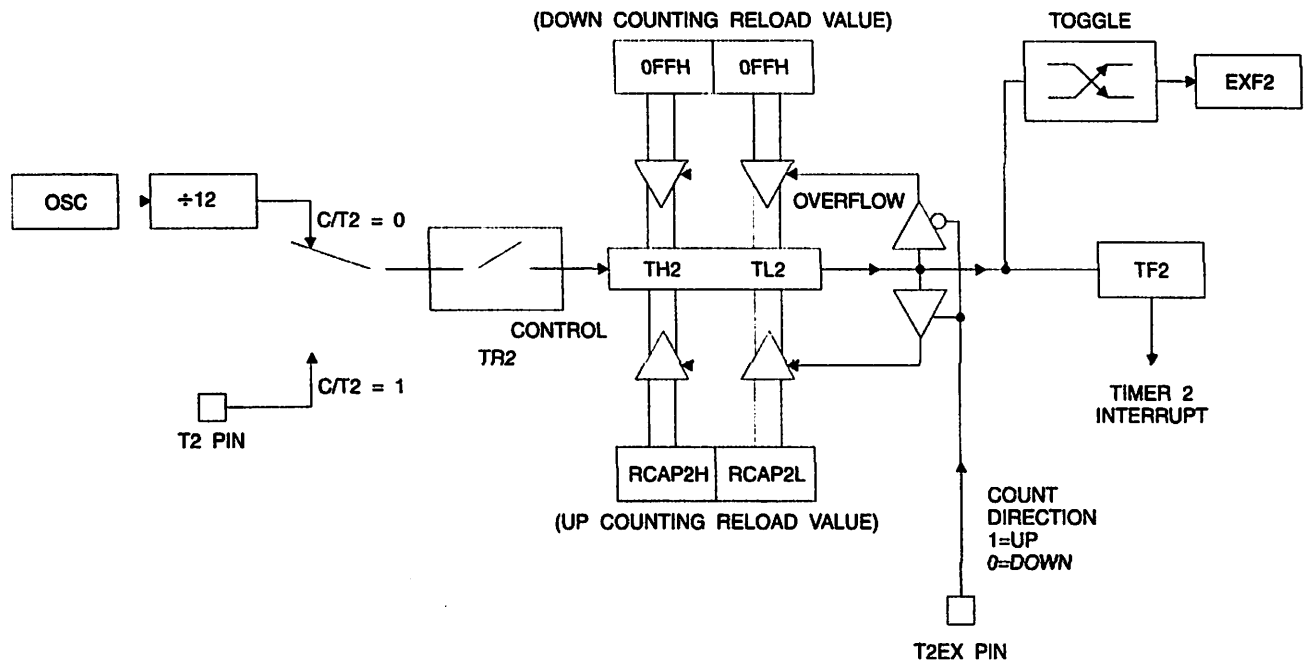 (DOWN COUNTING RELOAD VALUE)
TOGGLE
0FFH 0FFH
EXF2
OSC
÷12
C/T2 = 0
OVERFLOW
TH2 TL2
TF2
CONTROL
TR2
C/T2 = 1
T2 PIN
TIMER 2
INTERRUPT
RCAP2H RCAP2L
(UP COUNTING RELOAD VALUE)
COUNT
DIRECTION
1=UP
0=DOWN
T2EX PIN